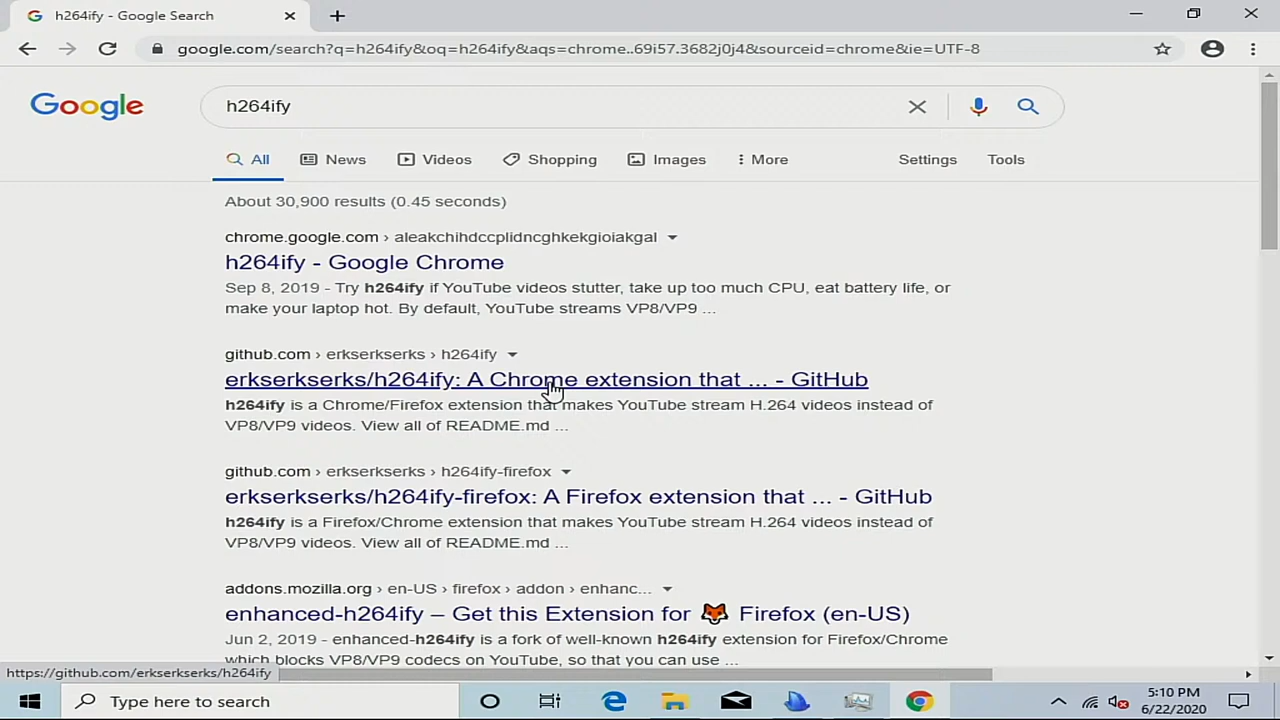 h264ify - Google Search
google.com/search?q=h264ify&oq=h264ify&aqs=chrome..69i57.3682j0j4&sourceid=chrome&ie=UTF-8
Google
h264ify
All News Videos Shopping Images More Settings Tools
About 30,900 results (0.45 seconds)
chrome.google.com › aleakchihdccplidncghkekgioiakgal
h264ify - Google Chrome
Sep 8, 2019 - Try h264ify if YouTube videos stutter, take up too much CPU, eat battery life, or
make your laptop hot. By default, YouTube streams VP8/VP9 ...
github.com › erkserkserks › h264ify
erkserkserks/h264ify: A Chrome extension that ... - GitHub
h264ify is a Chrome/Firefox extension that makes YouTube stream H.264 videos instead of
VP8/VP9 videos. View all of README.md ...
github.com › erkserkserks › h264ify-firefox
erkserkserks/h264ify-firefox: A Firefox extension that ... - GitHub
h264ify is a Firefox/Chrome extension that makes YouTube stream H.264 videos instead of
VP8/VP9 videos. View all of README.md ...
addons.mozilla.org › en-US › firefox › addon › enhanc...
enhanced-h264ify – Get this Extension for 🦊 Firefox (en-US)
Jun 2, 2019 - enhanced-h264ify is a fork of well-known h264ify extension for Firefox/Chrome
which blocks VP8/VP9 codecs on YouTube, so that you can use ...
https://github.com/erkserkserks/h264ify
Type here to search
5:10 PM
6/22/2020